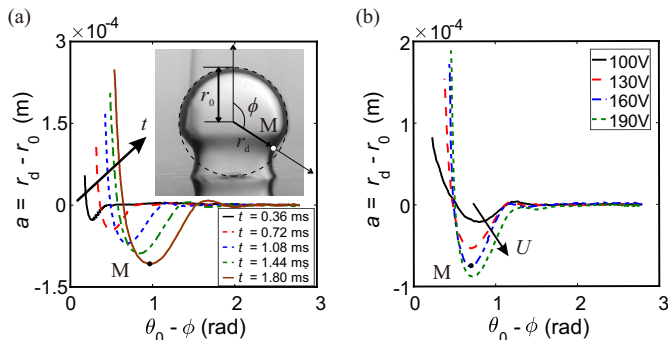 (a)
×10⁻⁴
a = r_d - r_0 (m)
3
1.5
0
-1.5
t
r_0
ϕ
M
r_d
M
t = 0.36 ms
t = 0.72 ms
t = 1.08 ms
t = 1.44 ms
t = 1.80 ms
0 1 2 3
θ_0 - ϕ (rad)
(b)
×10⁻⁴
a = r_d - r_0 (m)
2
1
0
-1
100V
130V
160V
190V
M
U
0 1 2 3
θ_0 - ϕ (rad)